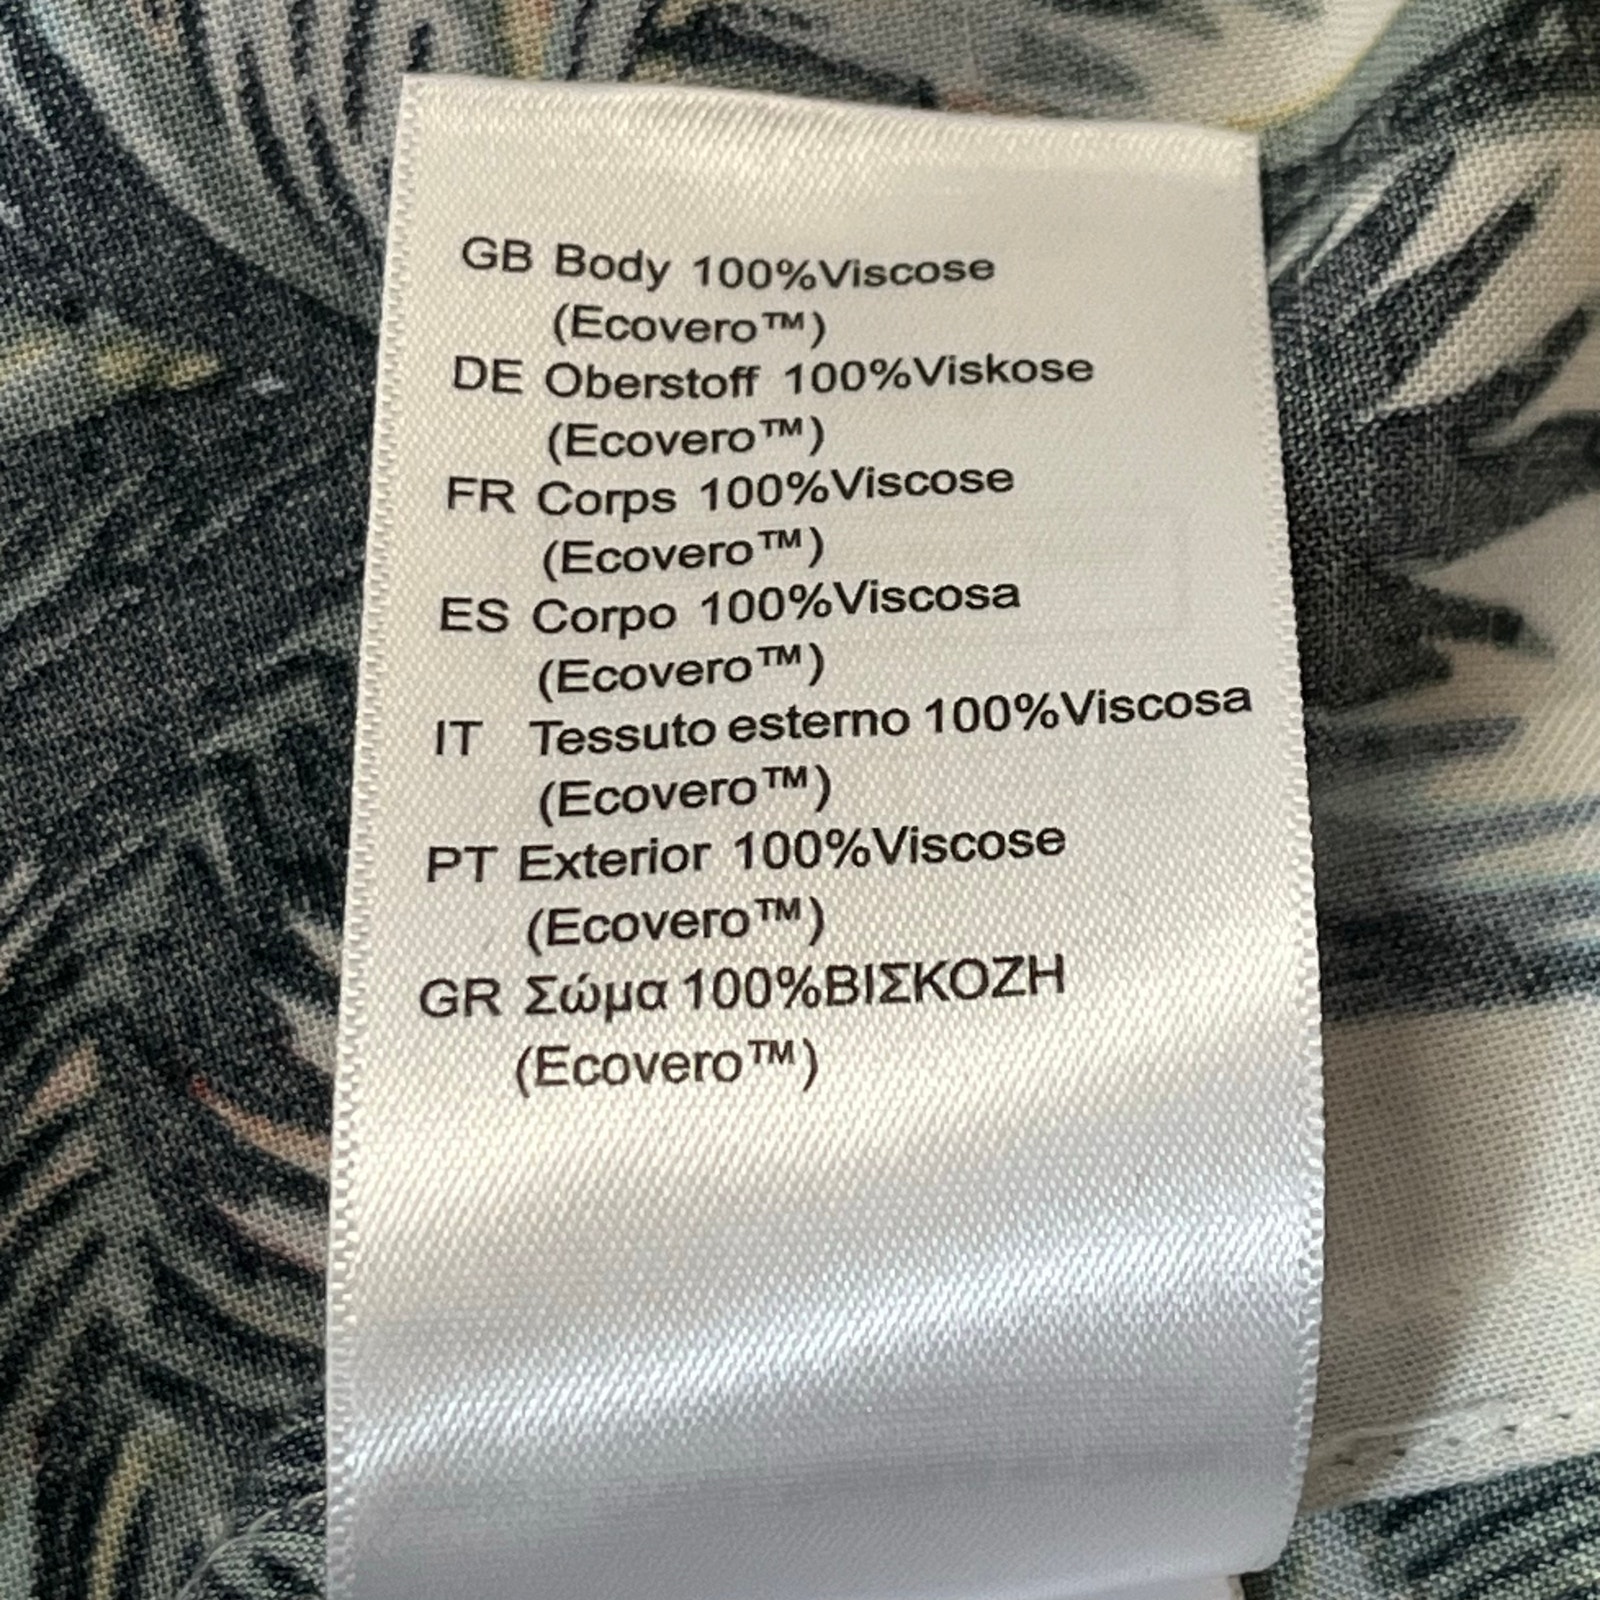 GB Body 100%Viscose
(Ecovero™)
DE Oberstoff 100%Viskose
(Ecovero™)
FR Corps 100%Viscose
(Ecovero™)
ES Corpo 100%Viscosa
(Ecovero™)
IT Tessuto esterno 100%Viscosa
(Ecovero™)
PT Exterior 100%Viscose
(Ecovero™)
GR Σώμα 100%ΒΙΣΚΟΖΗ
(Ecovero™)